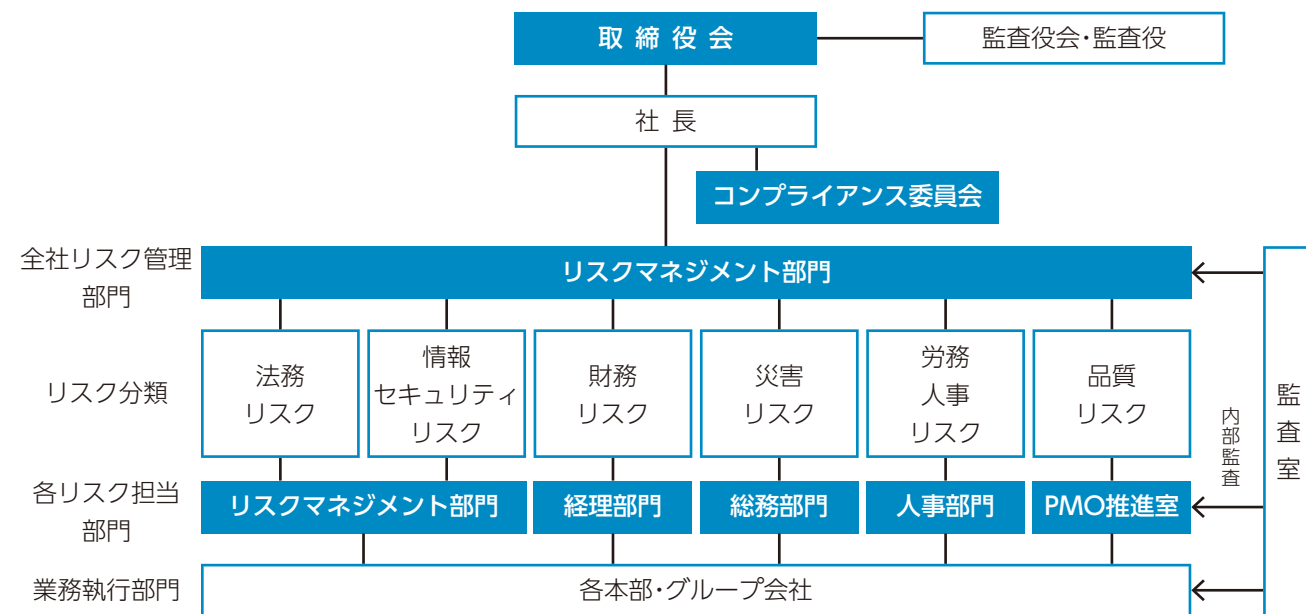 取締役会
監査役会・監査役
社長
コンプライアンス委員会
全社リスク管理
部門
リスクマネジメント部門
リスク分類
法務
リスク
情報
セキュリティ
リスク
財務
リスク
災害
リスク
労務
人事
リスク
品質
リスク
内部監査
監査室
各リスク担当
部門
リスクマネジメント部門
経理部門
総務部門
人事部門
PMO推進室
業務執行部門
各本部・グループ会社